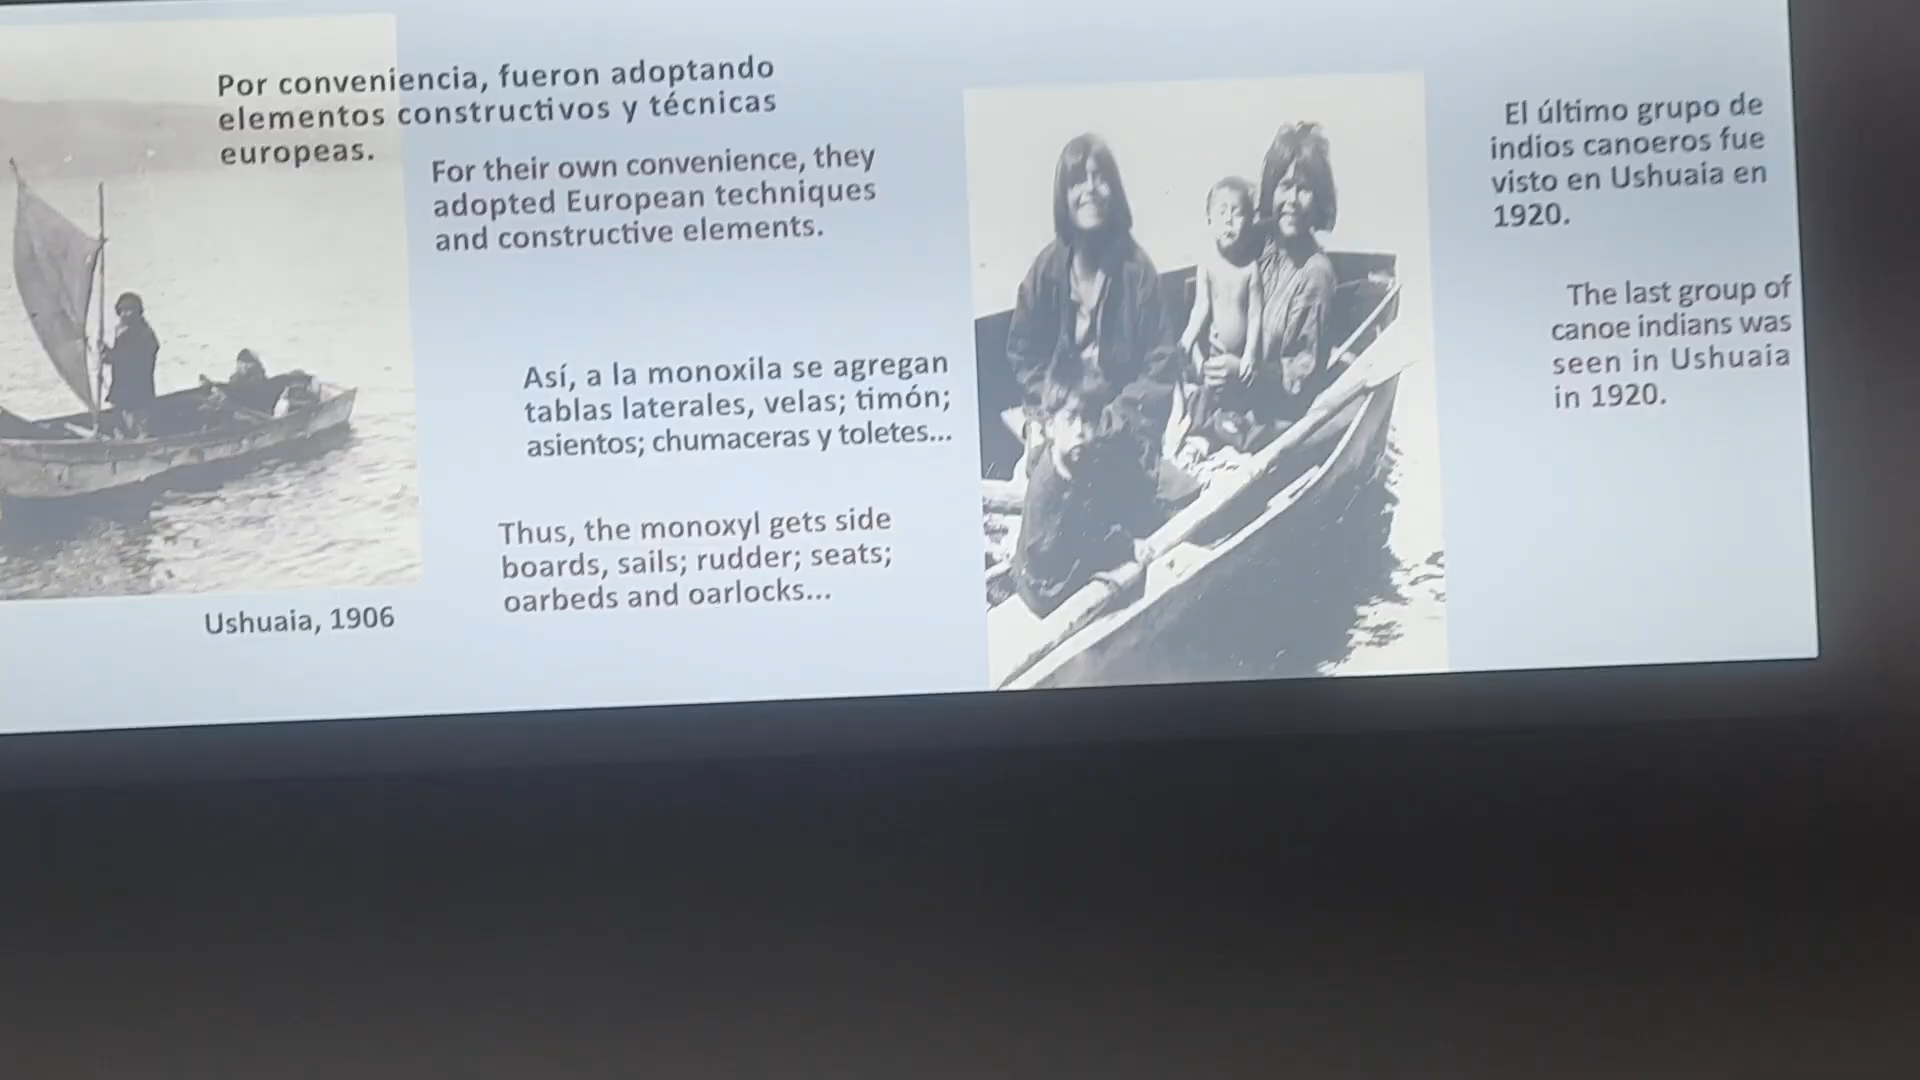 Por conveniencia, fueron adoptando
elementos constructivos y técnicas
europeas.
For their own convenience, they
adopted European techniques
and constructive elements.
Así, a la monoxila se agregan
tablas laterales, velas; timón;
asientos; chumaceras y toletes...
Thus, the monoxyl gets side
boards, sails; rudder; seats;
oarbeds and oarlocks...
Ushuaia, 1906
El último grupo de
indios canoeros fue
visto en Ushuaia en
1920.
The last group of
canoe indians was
seen in Ushuaia
in 1920.